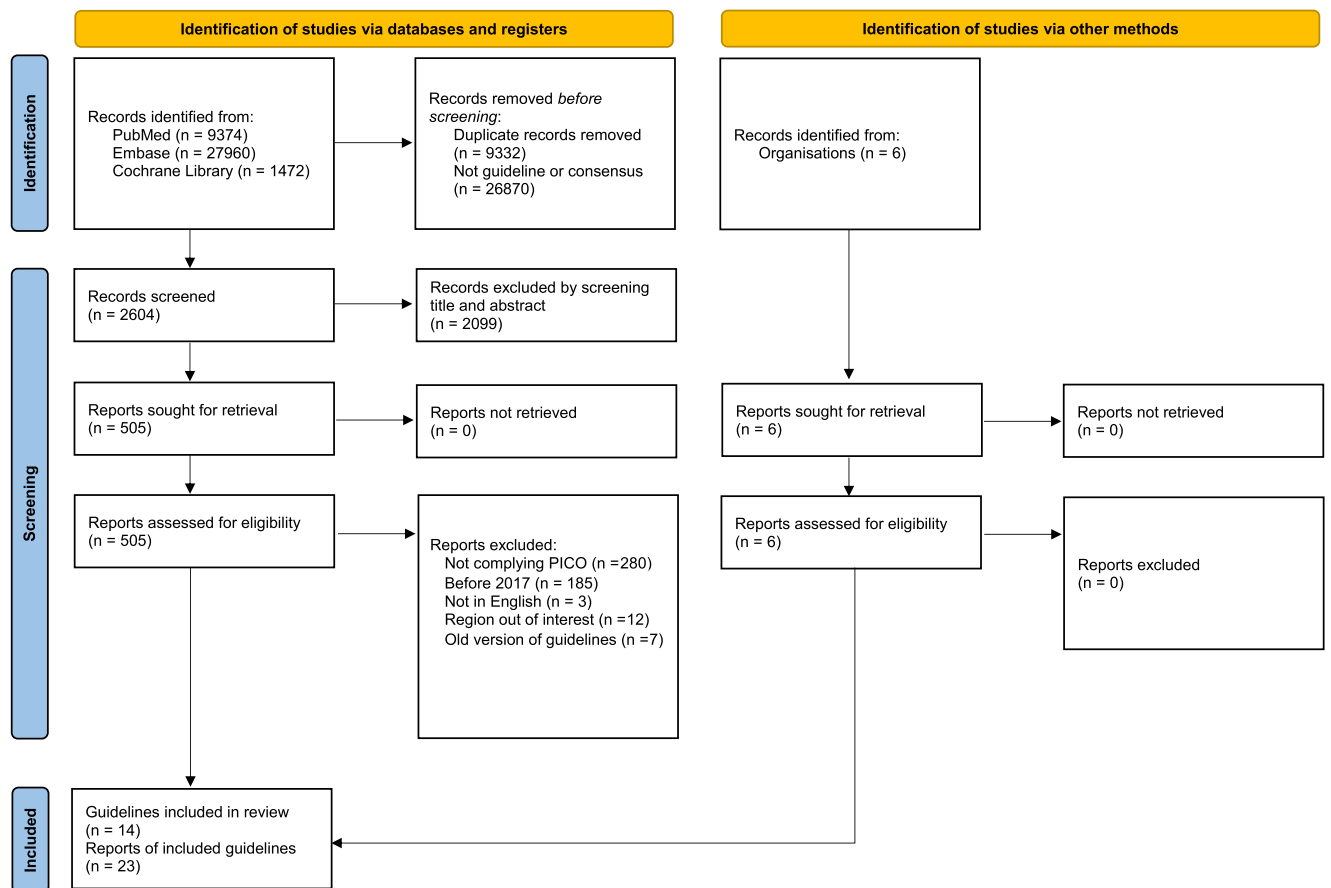 Identification of studies via databases and registers
Identification of studies via other methods
Identification
Records identified from:
PubMed (n = 9374)
Embase (n = 27960)
Cochrane Library (n = 1472)
Records removed before
screening:
Duplicate records removed
(n = 9332)
Not guideline or consensus
(n = 26870)
Records identified from:
Organisations (n = 6)
Screening
Records screened
(n = 2604)
Records excluded by screening
title and abstract
(n = 2099)
Reports sought for retrieval
(n = 505)
Reports not retrieved
(n = 0)
Reports sought for retrieval
(n = 6)
Reports not retrieved
(n = 0)
Reports assessed for eligibility
(n = 505)
Reports excluded:
Not complying PICO (n =280)
Before 2017 (n = 185)
Not in English (n = 3)
Region out of interest (n =12)
Old version of guidelines (n =7)
Reports assessed for eligibility
(n = 6)
Reports excluded
(n = 0)
Included
Guidelines included in review
(n = 14)
Reports of included guidelines
(n = 23)